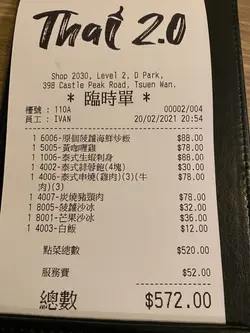 Thai 2.0
Shop 2030, Level 2, D Park,
398 Castle Peak Road, Tsuen Wan.
* 臨時單 *
檯號 : 110A 00002/004
員工 : IVAN 20/02/2021 20:54
1 6006-原個菠蘿海鮮炒飯 $88.00
1 5005-黃咖喱雞 $78.00
1 1006-泰式生蝦刺身 $88.00
1 4002-泰式蒜蓉飽(4塊) $30.00
1 4006-泰式串燒(雞肉)(3)(牛肉)(3) $78.00
1 4007-炭燒豬頸肉 $78.00
1 8005-菠蘿沙冰 $32.00
1 8001-芒果沙冰 $36.00
1 4003-白飯 $12.00
點菜總數 $520.00
服務費 $52.00
總數 $572.00